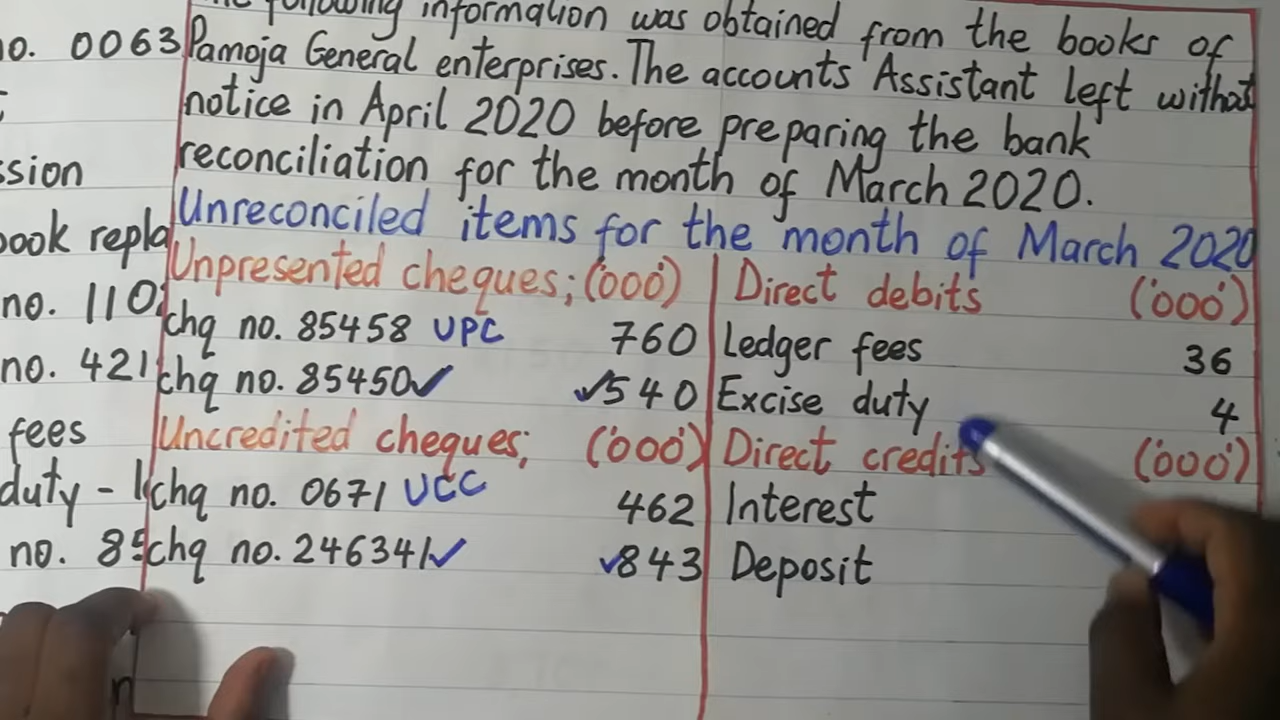 following information was obtained from the books of
Pamoja General enterprises. The accounts Assistant left without
notice in April 2020 before preparing the bank
reconciliation for the month of March 2020.
Unreconciled items for the month of March 2020
Unpresented cheques; ('000')
chq no. 85458 UPC 760
chq no. 85450✓ ✓540
Uncredited cheques; ('000')
chq no. 0671 UCC 462
chq no. 246341✓ ✓843
Direct debits ('000')
Ledger fees 36
Excise duty 4
Direct credits ('000')
Interest
Deposit
no. 0063
ssion
book repla
no. 110
no. 421
fees
duty -
no. 85